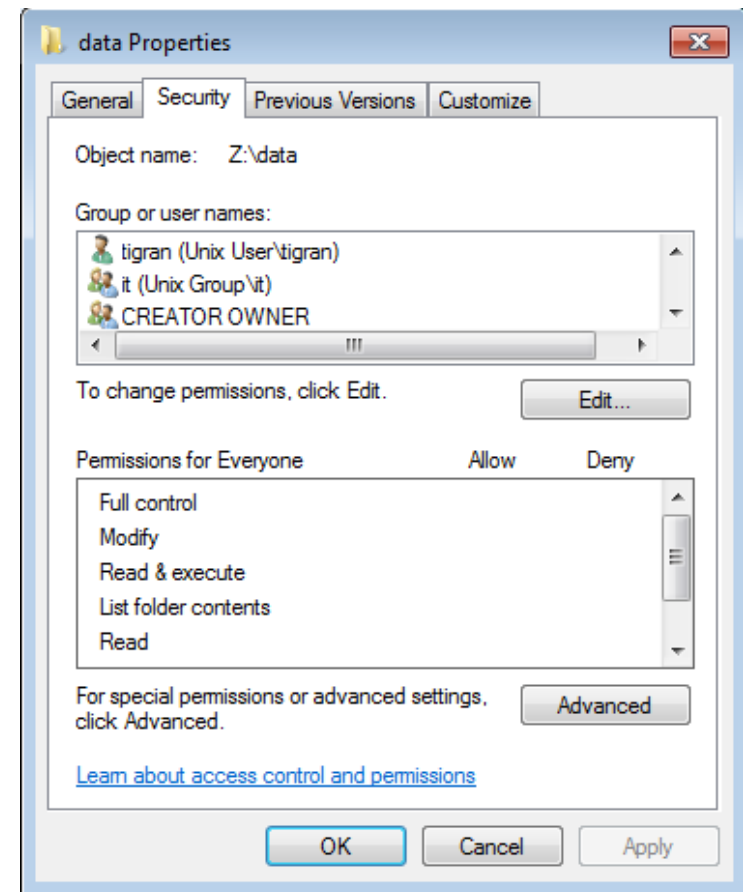 data Properties
General Security Previous Versions Customize
Object name: Z:\data
Group or user names:
tigran (Unix User\tigran)
it (Unix Group\it)
CREATOR OWNER
To change permissions, click Edit.
Edit...
Permissions for Everyone Allow Deny
Full control
Modify
Read & execute
List folder contents
Read
For special permissions or advanced settings,
click Advanced.
Advanced
Learn about access control and permissions
OK Cancel Apply